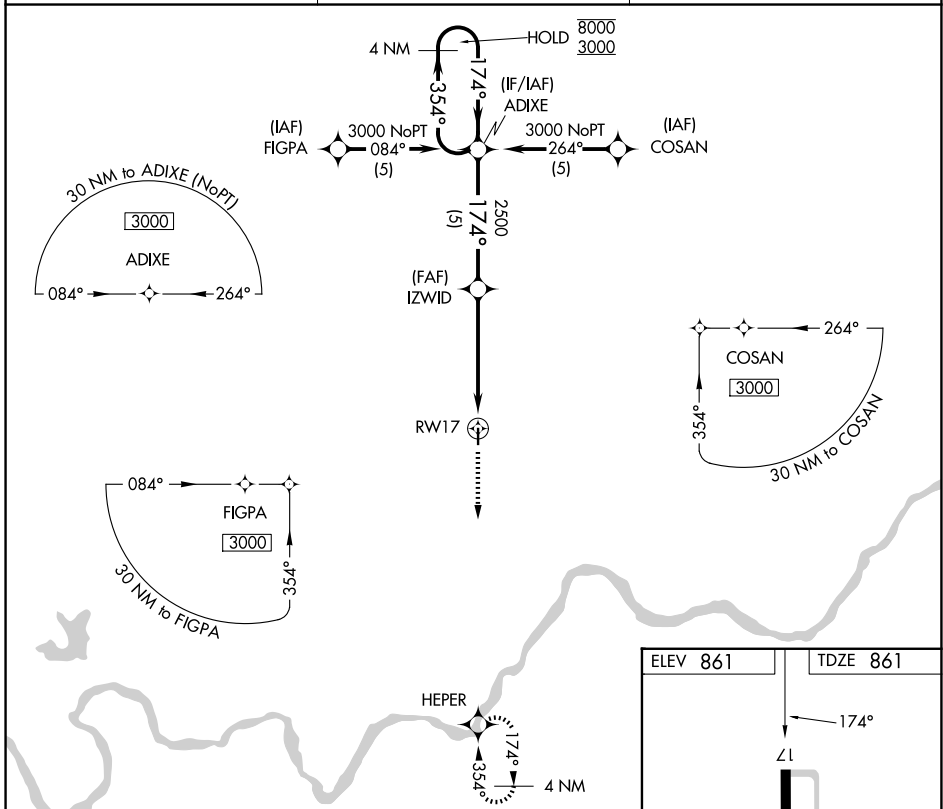 HOLD 8000
3000
4 NM
174°
354°
(IF/IAF)
ADIXE
(IAF)
FIGPA
3000 NoPT
084°
(5)
3000 NoPT
264°
(5)
(IAF)
COSAN
2500
174°
(5)
30 NM to ADIXE (NoPT)
3000
ADIXE
084°
264°
(FAF)
IZWID
264°
COSAN
3000
354°
30 NM to COSAN
RW17
084°
FIGPA
3000
354°
30 NM to FIGPA
HEPER
174°
354°
4 NM
ELEV 861
TDZE 861
174°
17